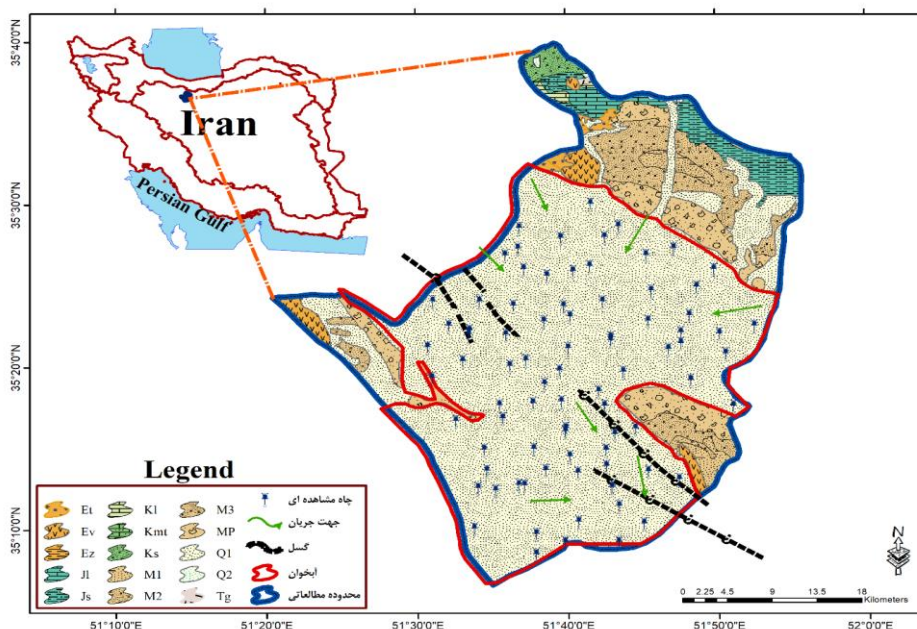 35°40'0"N
35°30'0"N
35°20'0"N
35°10'0"N
Iran
Persian Gulf
Legend
Et
Ev
Ez
Jl
Js
Kl
Kmt
Ks
M1
M2
M3
MP
Q1
Q2
Tg
چاه مشاهده ای
جهت جریان
گسل
آبخوان
محدوده مطالعاتی
N
0 2.25 4.5 9 13.5 18
Kilometers
51°10'0"E 51°20'0"E 51°30'0"E 51°40'0"E 51°50'0"E 52°0'0"E